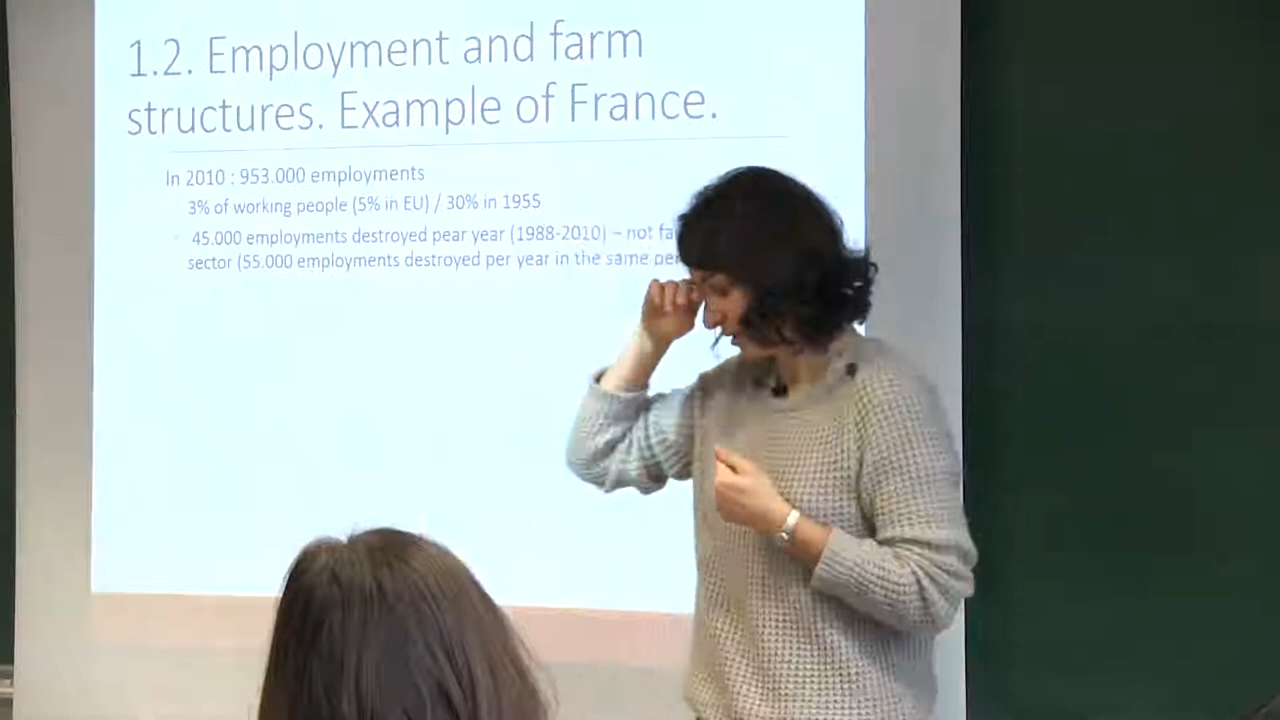 1.2. Employment and farm
structures. Example of France.
In 2010 : 953.000 employments
3% of working people (5% in EU) / 30% in 1955
45.000 employments destroyed pear year (1988-2010) – not
sector (55.000 employments destroyed per year in the same